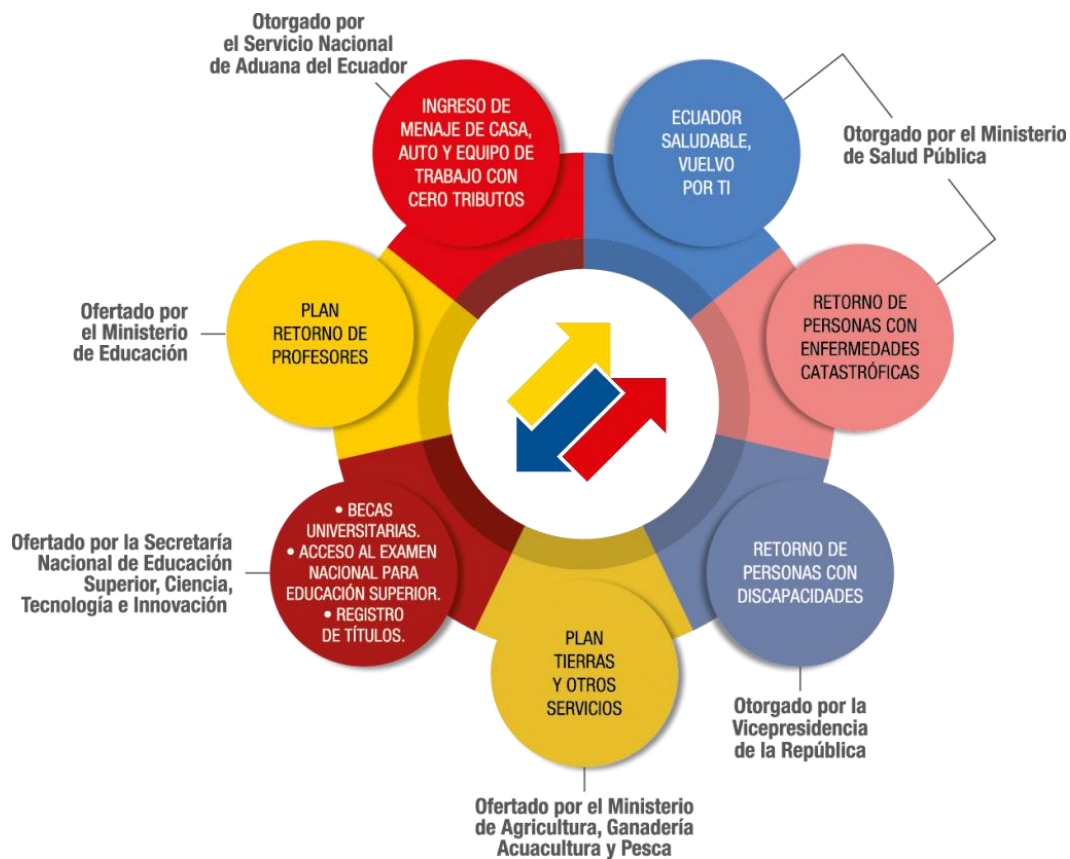 Otorgado por
el Servicio Nacional
de Aduana del Ecuador
INGRESO DE
MENAJE DE CASA,
AUTO Y EQUIPO DE
TRABAJO CON
CERO TRIBUTOS
ECUADOR
SALUDABLE,
VUELVO
POR TI
Otorgado por el Ministerio
de Salud Pública
RETORNO DE
PERSONAS CON
ENFERMEDADES
CATASTRÓFICAS
Ofertado por
el Ministerio
de Educación
PLAN
RETORNO DE
PROFESORES
Ofertado por la Secretaría
Nacional de Educación
Superior, Ciencia,
Tecnología e Innovación
• BECAS
UNIVERSITARIAS.
• ACCESO AL EXAMEN
NACIONAL PARA
EDUCACIÓN SUPERIOR.
• REGISTRO
DE TÍTULOS.
RETORNO DE
PERSONAS CON
DISCAPACIDADES
Otorgado por la
Vicepresidencia
de la República
PLAN
TIERRAS
Y OTROS
SERVICIOS
Ofertado por el Ministerio
de Agricultura, Ganadería
Acuacultura y Pesca